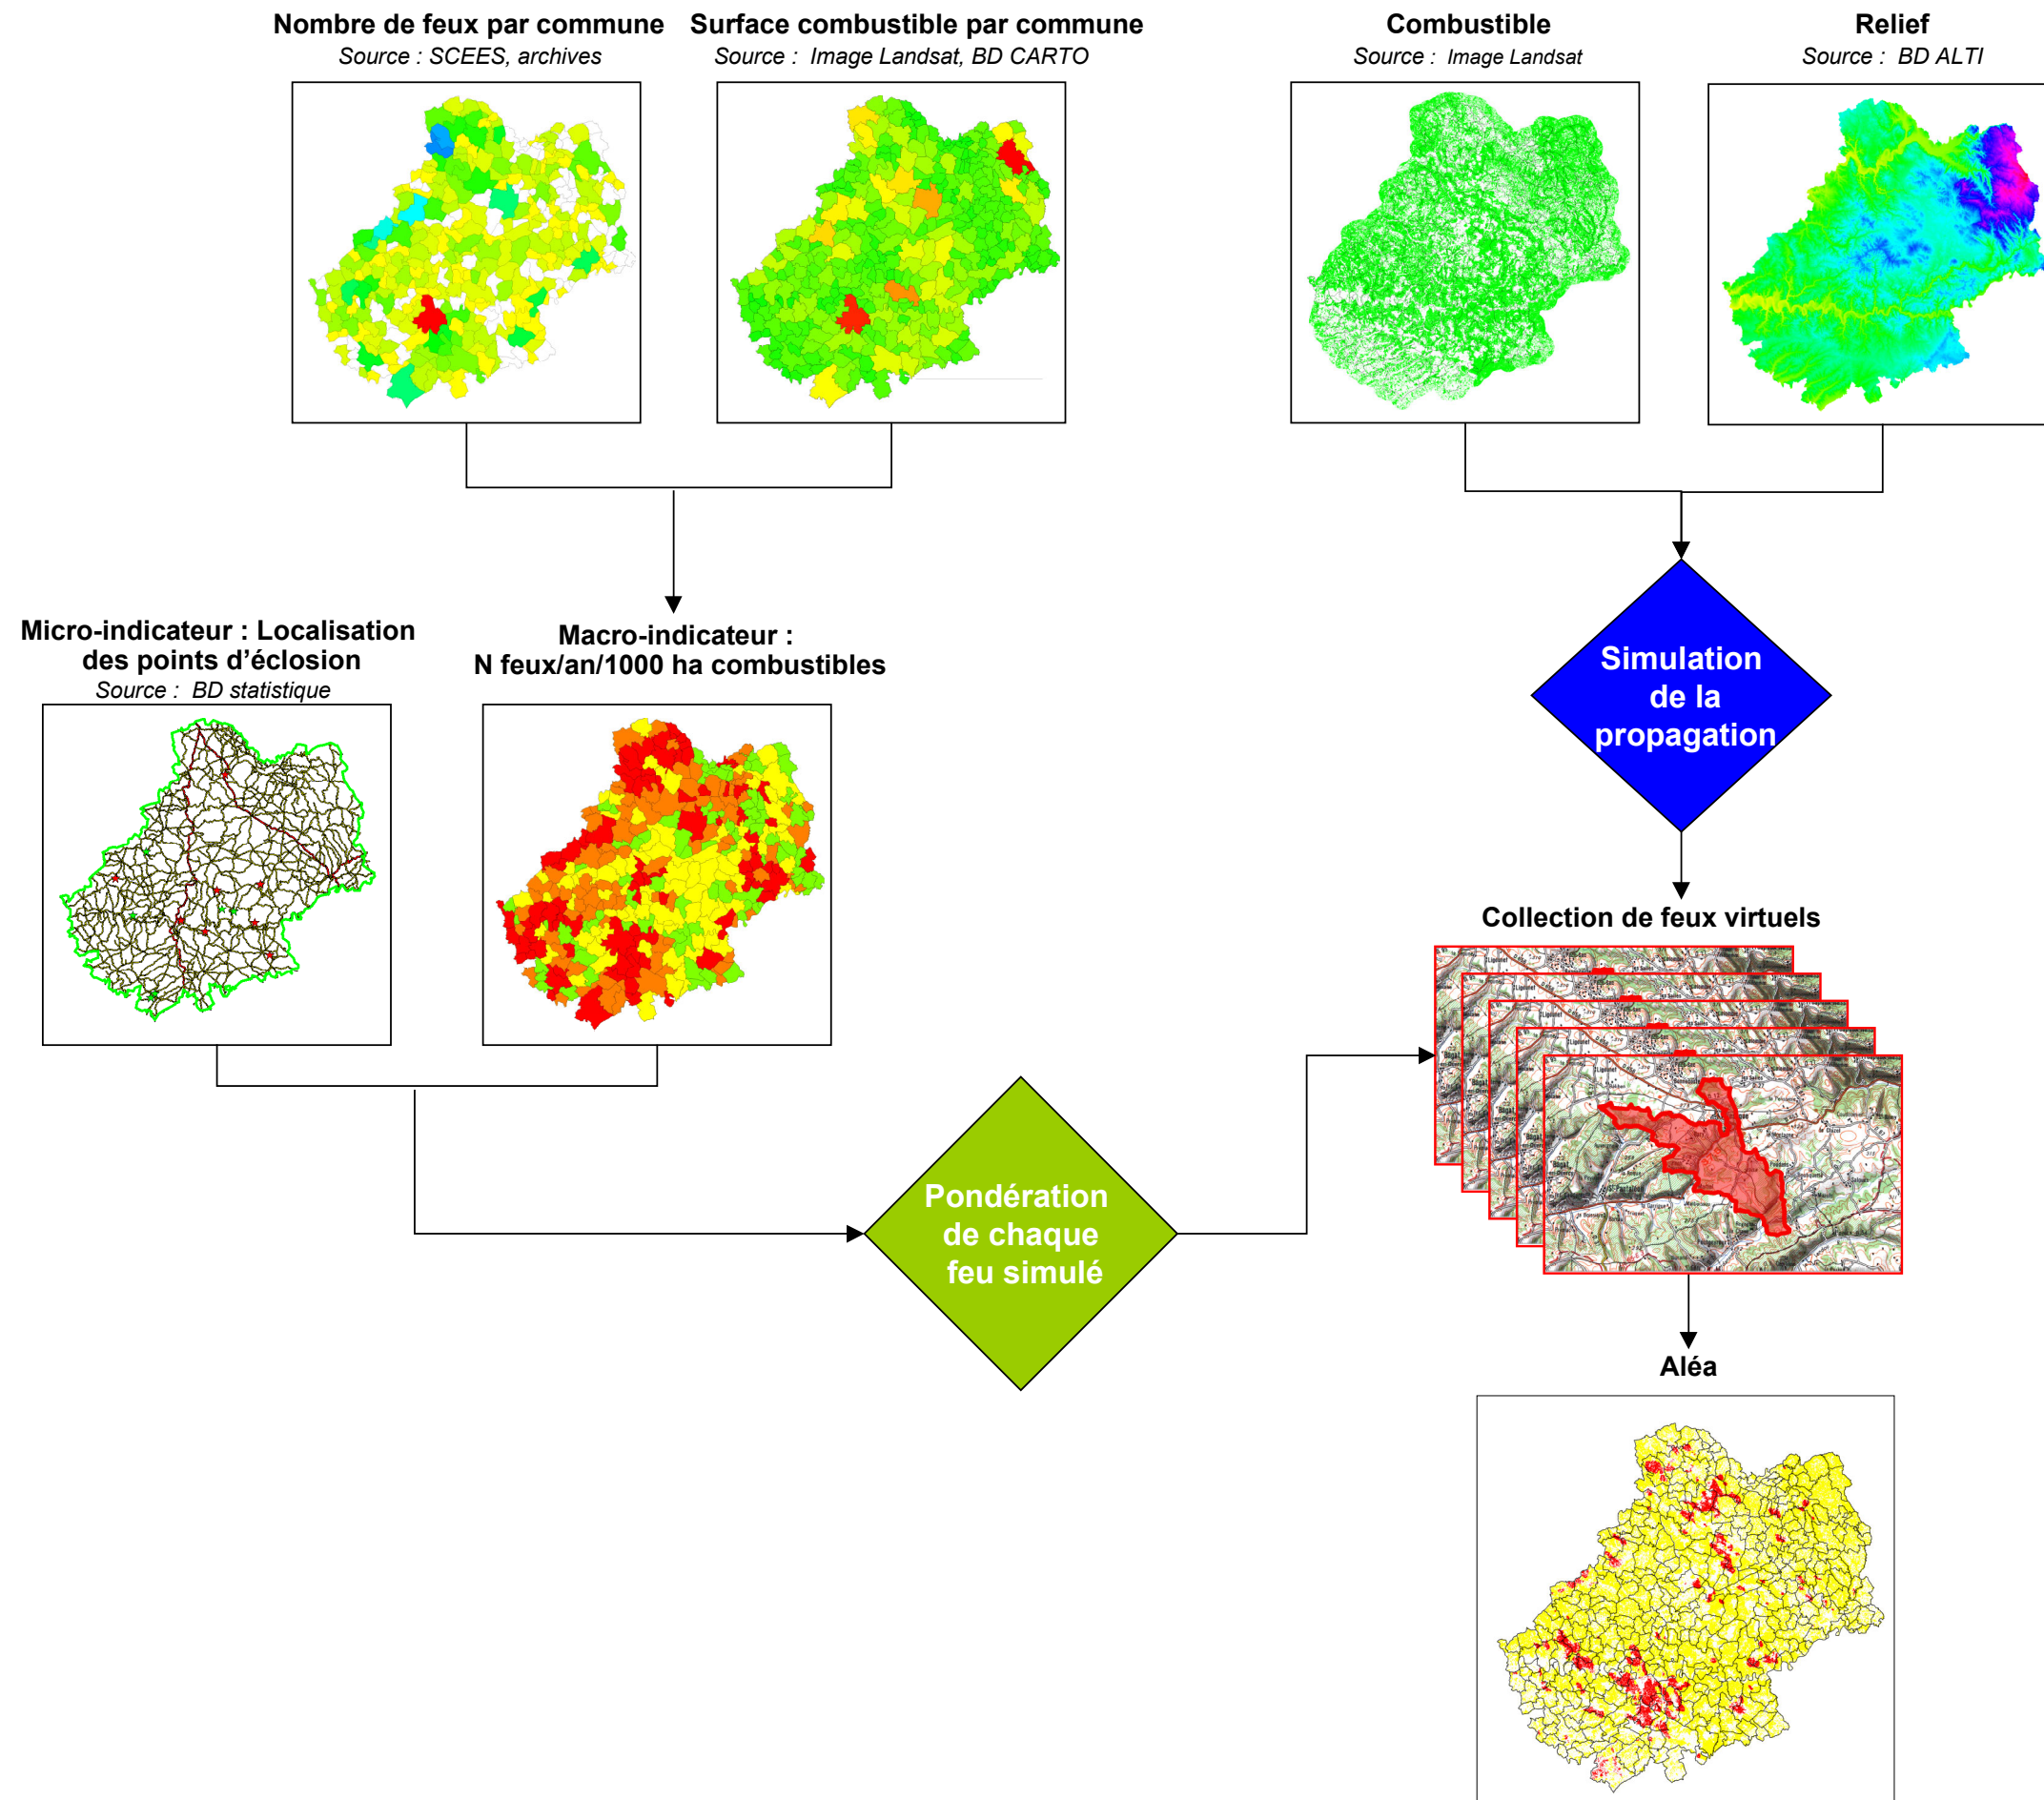 Nombre de feux par commune
Source : SCEES, archives
Surface combustible par commune
Source : Image Landsat, BD CARTO
Combustible
Source : Image Landsat
Relief
Source : BD ALTI
Micro-indicateur : Localisation
des points d'éclosion
Source : BD statistique
Macro-indicateur :
N feux/an/1000 ha combustibles
Simulation
de la
propagation
Collection de feux virtuels
Pondération
de chaque
feu simulé
Aléa